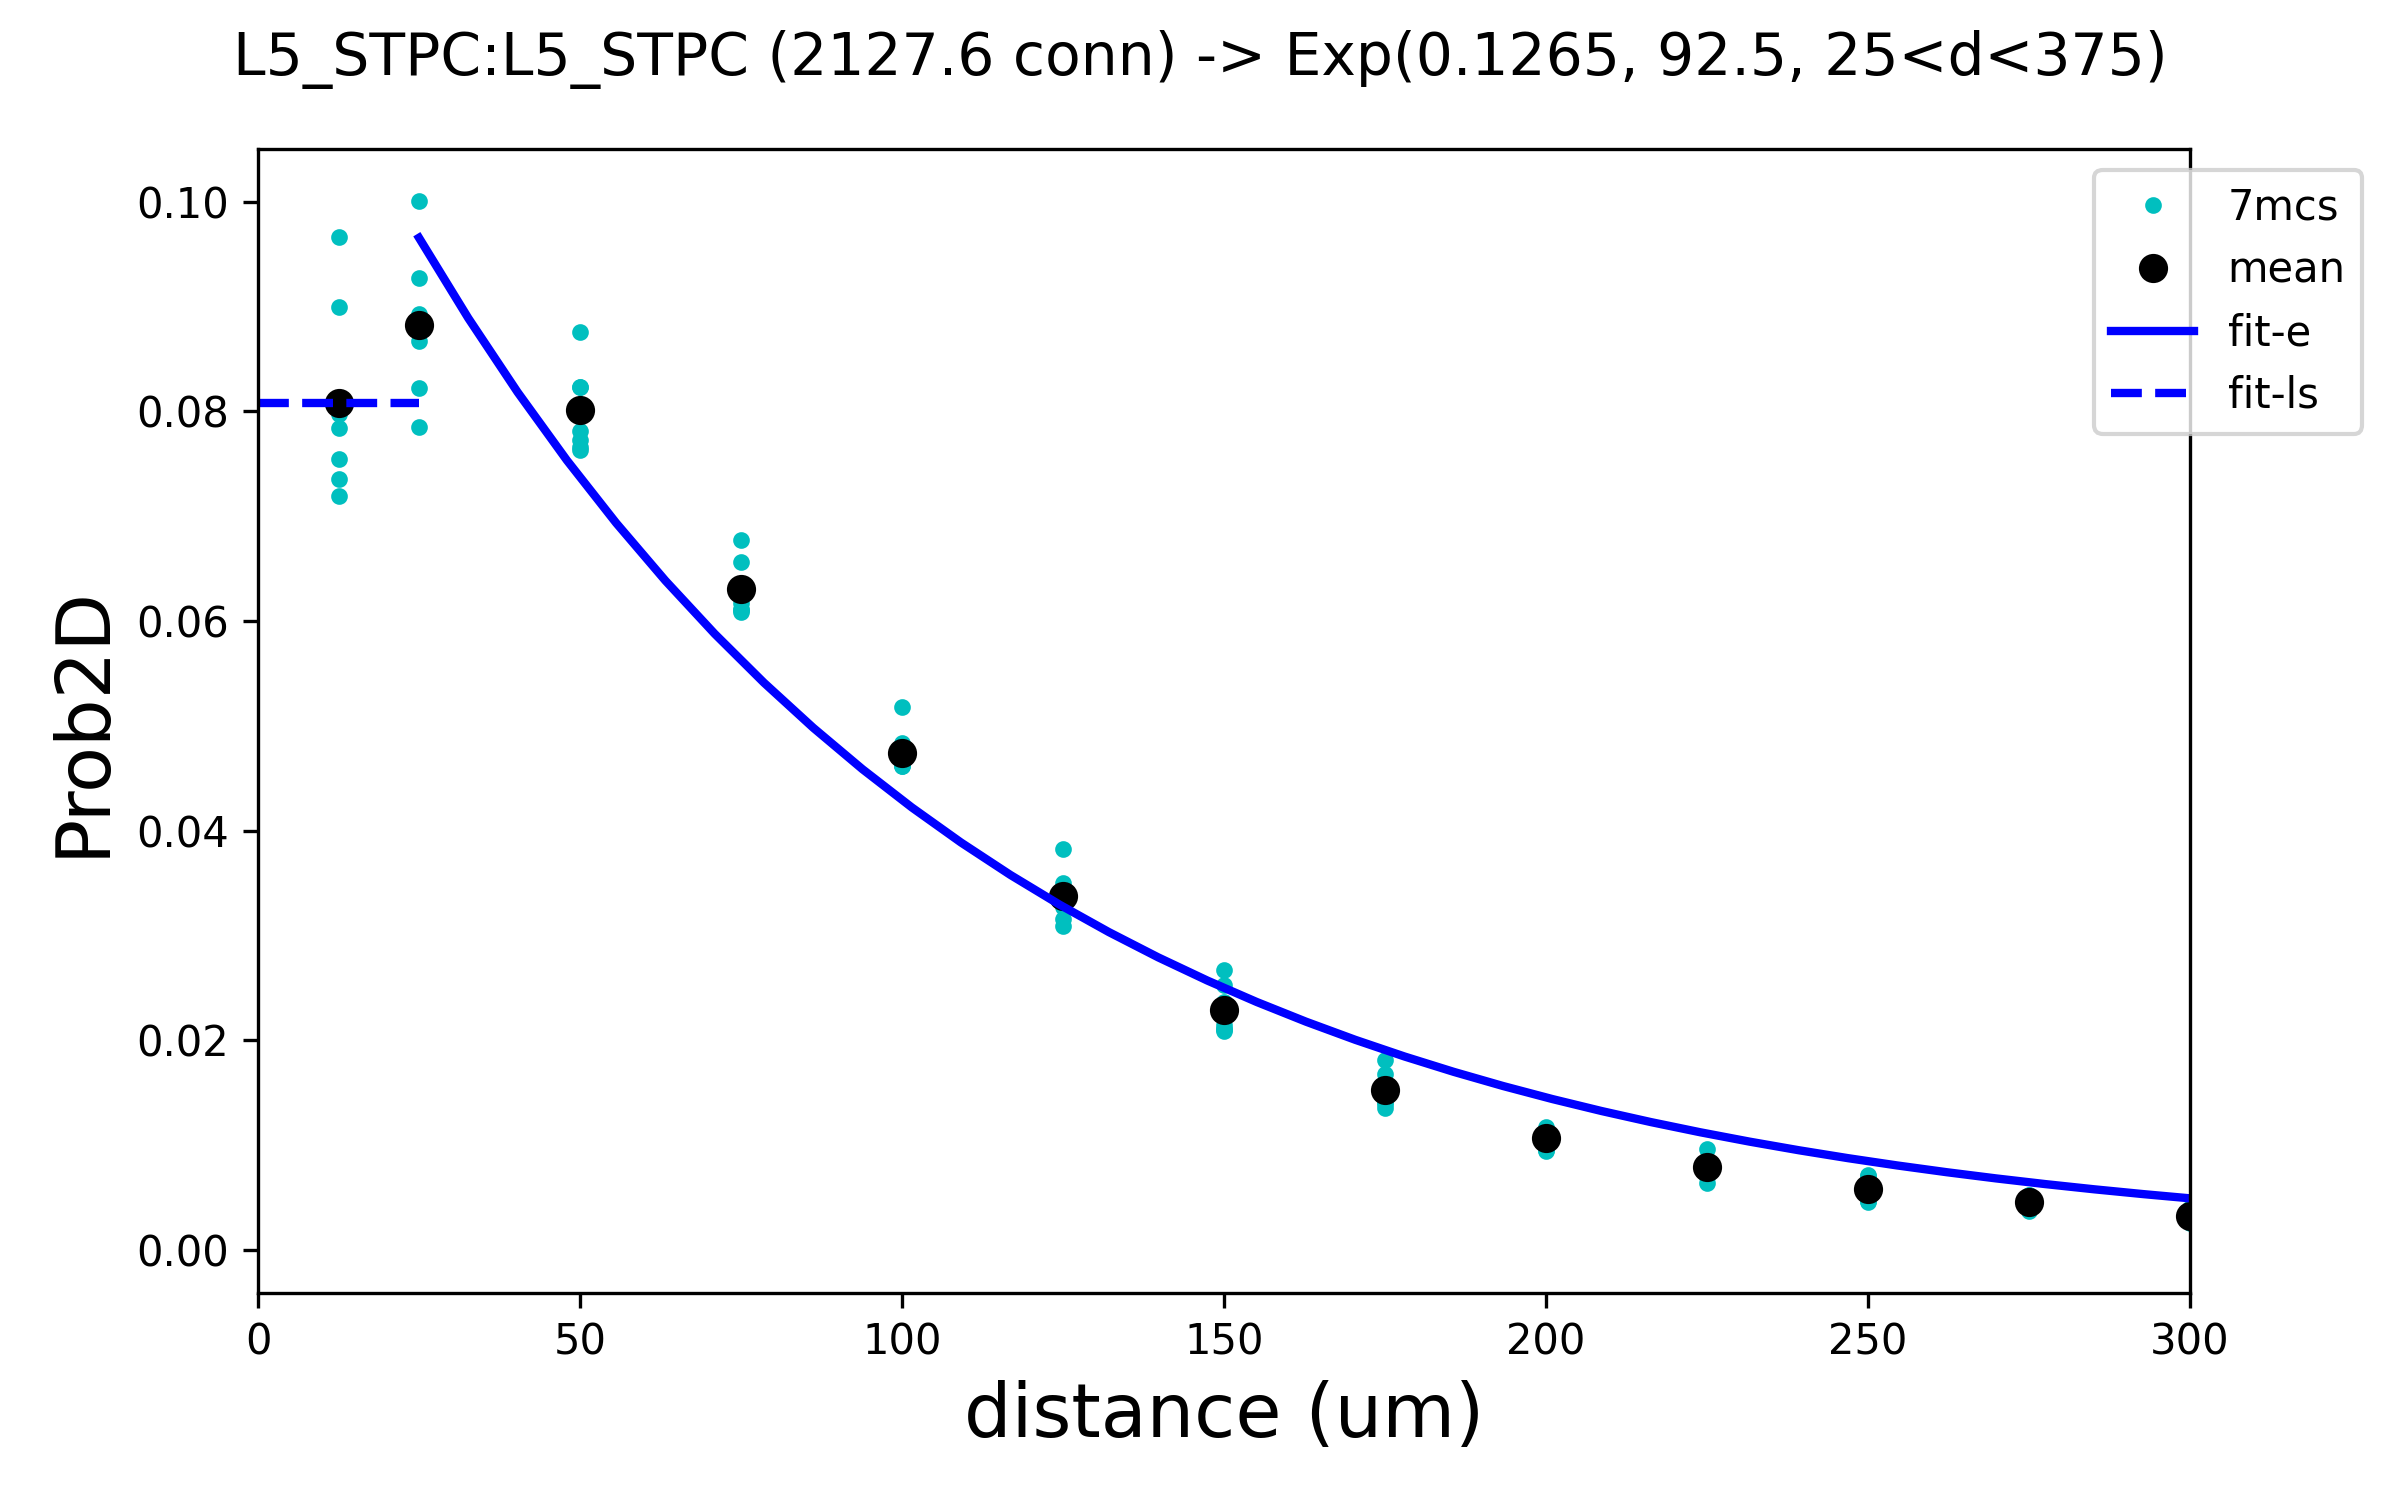 L5_STPC:L5_STPC (2127.6 conn) -> Exp(0.1265, 92.5, 25<d<375)
7mcs
mean
fit-e
fit-ls
Prob2D
0.10
0.08
0.06
0.04
0.02
0.00
0 50 100 150 200 250 300
distance (um)